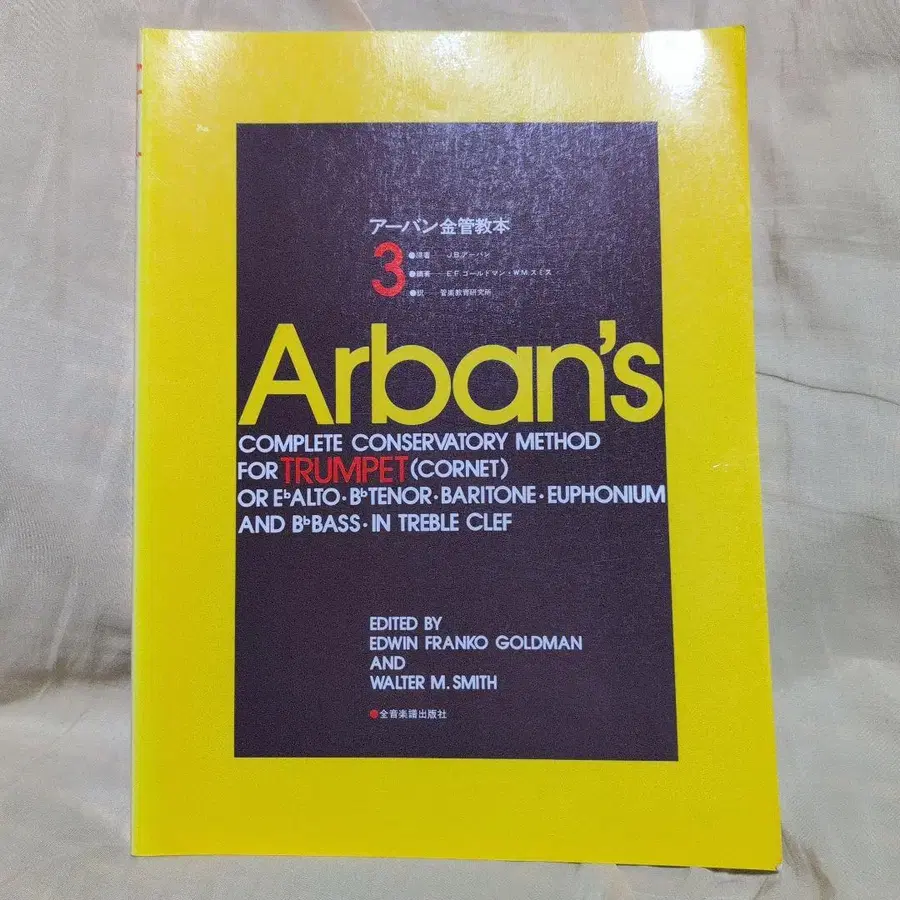 アーバン金管教本
3
●原著 ── J.B.アーバン
●編著 ── E.F.ゴールドマン・W.M.スミス
●訳 ── 管楽教育研究所
Arban's
COMPLETE CONSERVATORY METHOD
FOR TRUMPET (CORNET)
OR E♭ALTO・B♭TENOR・BARITONE・EUPHONIUM
AND B♭BASS・IN TREBLE CLEF
EDITED BY
EDWIN FRANKO GOLDMAN
AND
WALTER M. SMITH
●全音楽譜出版社